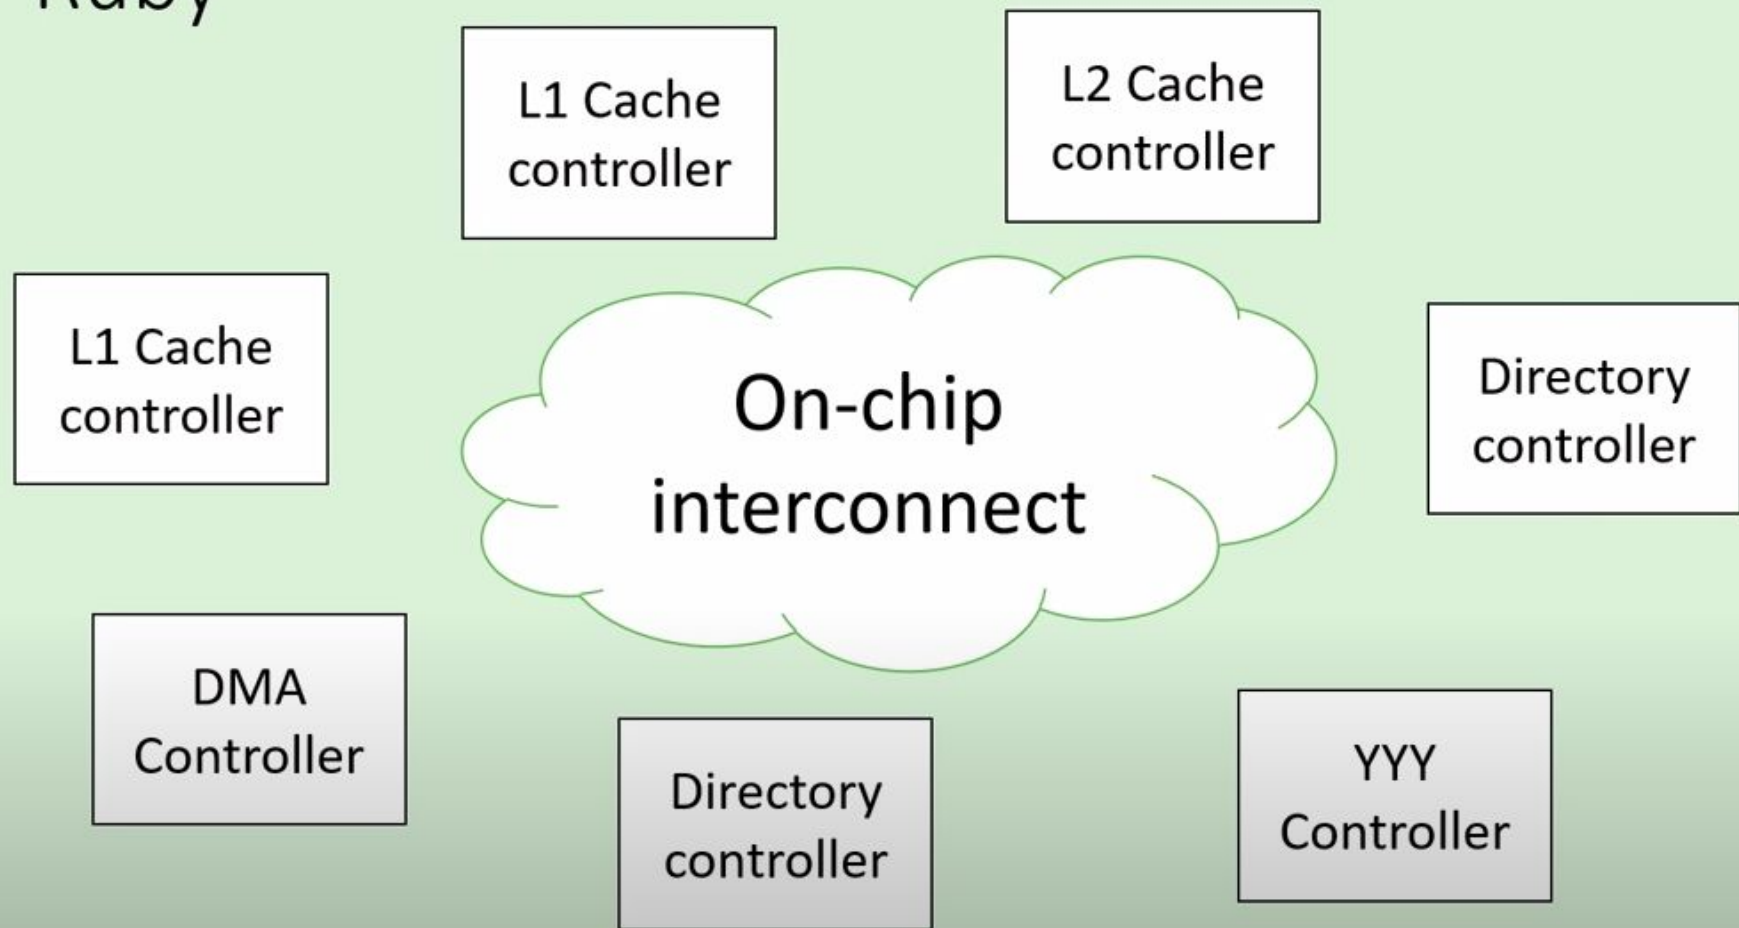 Ruby
L1 Cache
controller
L2 Cache
controller
L1 Cache
controller
On-chip
interconnect
Directory
controller
DMA
Controller
Directory
controller
YYY
Controller